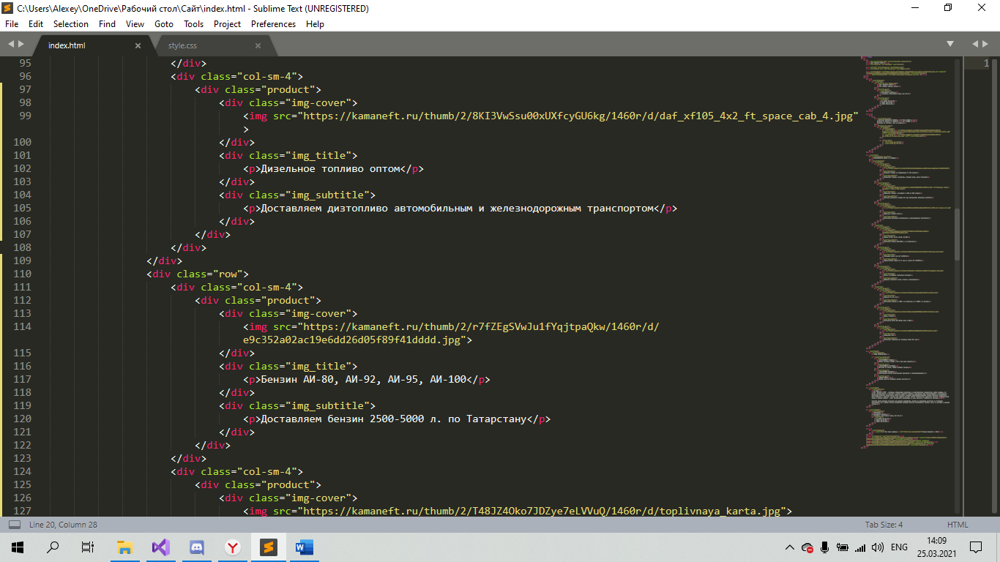 C:\Users\Alexey\OneDrive\Рабочий стол\Сайт\index.html - Sublime Text (UNREGISTERED)
File Edit Selection Find View Goto Tools Project Preferences Help
index.html style.css
95 </div>
96 <div class="col-sm-4">
97 <div class="product">
98 <div class="img-cover">
99 <img src="https://kamaneft.ru/thumb/2/8KI3VwSsu00xUXfcyGU6kg/1460r/d/daf_xf105_4x2_ft_space_cab_4.jpg"
>
100 </div>
101 <div class="img_title">
102 <p>Дизельное топливо оптом</p>
103 </div>
104 <div class="img_subtitle">
105 <p>Доставляем дизтопливо автомобильным и железнодорожным транспортом</p>
106 </div>
107 </div>
108 </div>
109 </div>
110 <div class="row">
111 <div class="col-sm-4">
112 <div class="product">
113 <div class="img-cover">
114 <img src="https://kamaneft.ru/thumb/2/r7fZEgSVwJu1fYqjtpaQkw/1460r/d/
e9c352a02ac19e6dd26d05f89f41dddd.jpg">
115 </div>
116 <div class="img_title">
117 <p>Бензин АИ-80, АИ-92, АИ-95, АИ-100</p>
118 </div>
119 <div class="img_subtitle">
120 <p>Доставляем бензин 2500-5000 л. по Татарстану</p>
121 </div>
122 </div>
123 </div>
124 <div class="col-sm-4">
125 <div class="product">
126 <div class="img-cover">
127 <img src="https://kamaneft.ru/thumb/2/T48JZ4Oko7JDZye7eLVVuQ/1460r/d/toplivnaya_karta.jpg">
1
Line 20, Column 28 Tab Size: 4 HTML
ENG 14:09
25.03.2021